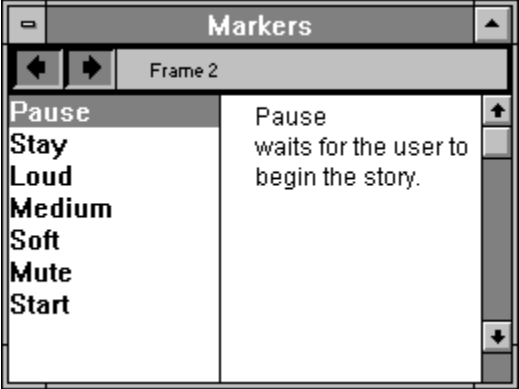 Markers
Frame 2
Pause
Stay
Loud
Medium
Soft
Mute
Start
Pause
waits for the user to
begin the story.